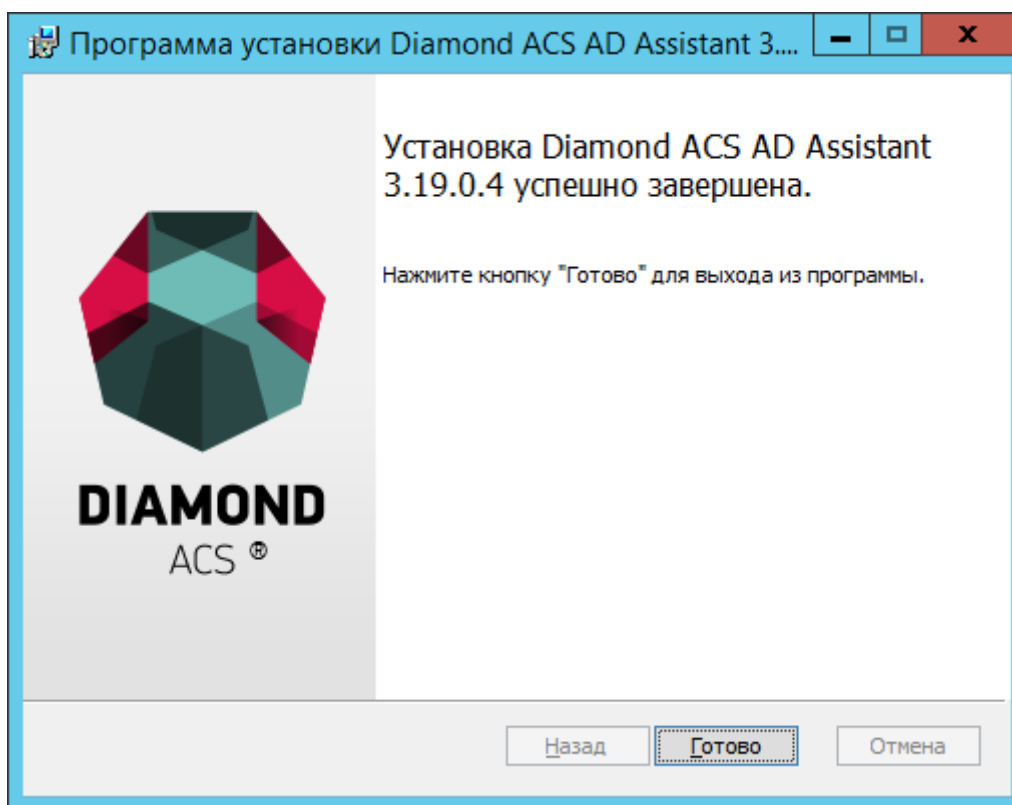 Программа установки Diamond ACS AD Assistant 3....
Установка Diamond ACS AD Assistant
3.19.0.4 успешно завершена.
Нажмите кнопку "Готово" для выхода из программы.
DIAMOND
ACS ®
Назад
Готово
Отмена